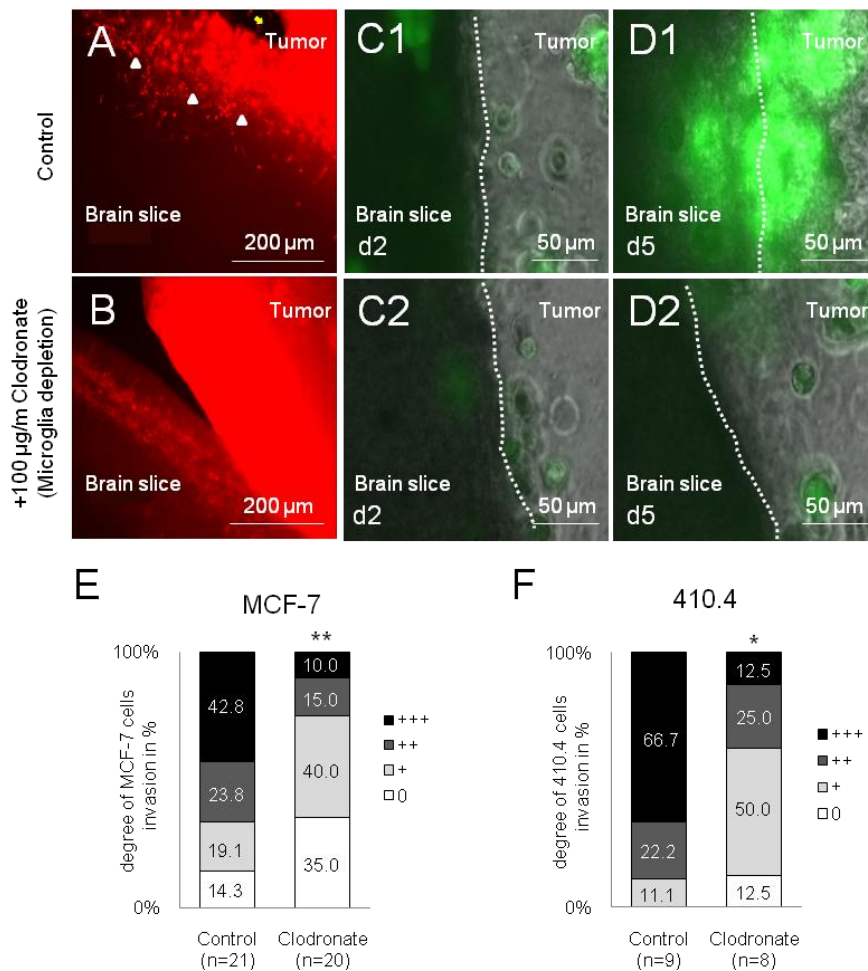 Control
A
Tumor
Brain slice
200 µm
C1
Brain slice
d2
50 µm
D1
Tumor
Brain slice
d5
50 µm
+100 µg/m Clodronate
(Microglia depletion)
B
Tumor
Brain slice
200 µm
C2
Tumor
Brain slice
d2
50 µm
D2
Tumor
Brain slice
d5
50 µm
E
MCF-7
degree of MCF-7 cells
invasion in %
100%
0%
42.8
23.8
19.1
14.3
**
10.0
15.0
40.0
35.0
+++
++
+
0
Control
(n=21)
Clodronate
(n=20)
F
410.4
degree of 410.4 cells
invasion in %
100%
0%
66.7
22.2
11.1
*
12.5
25.0
50.0
12.5
+++
++
+
0
Control
(n=9)
Clodronate
(n=8)